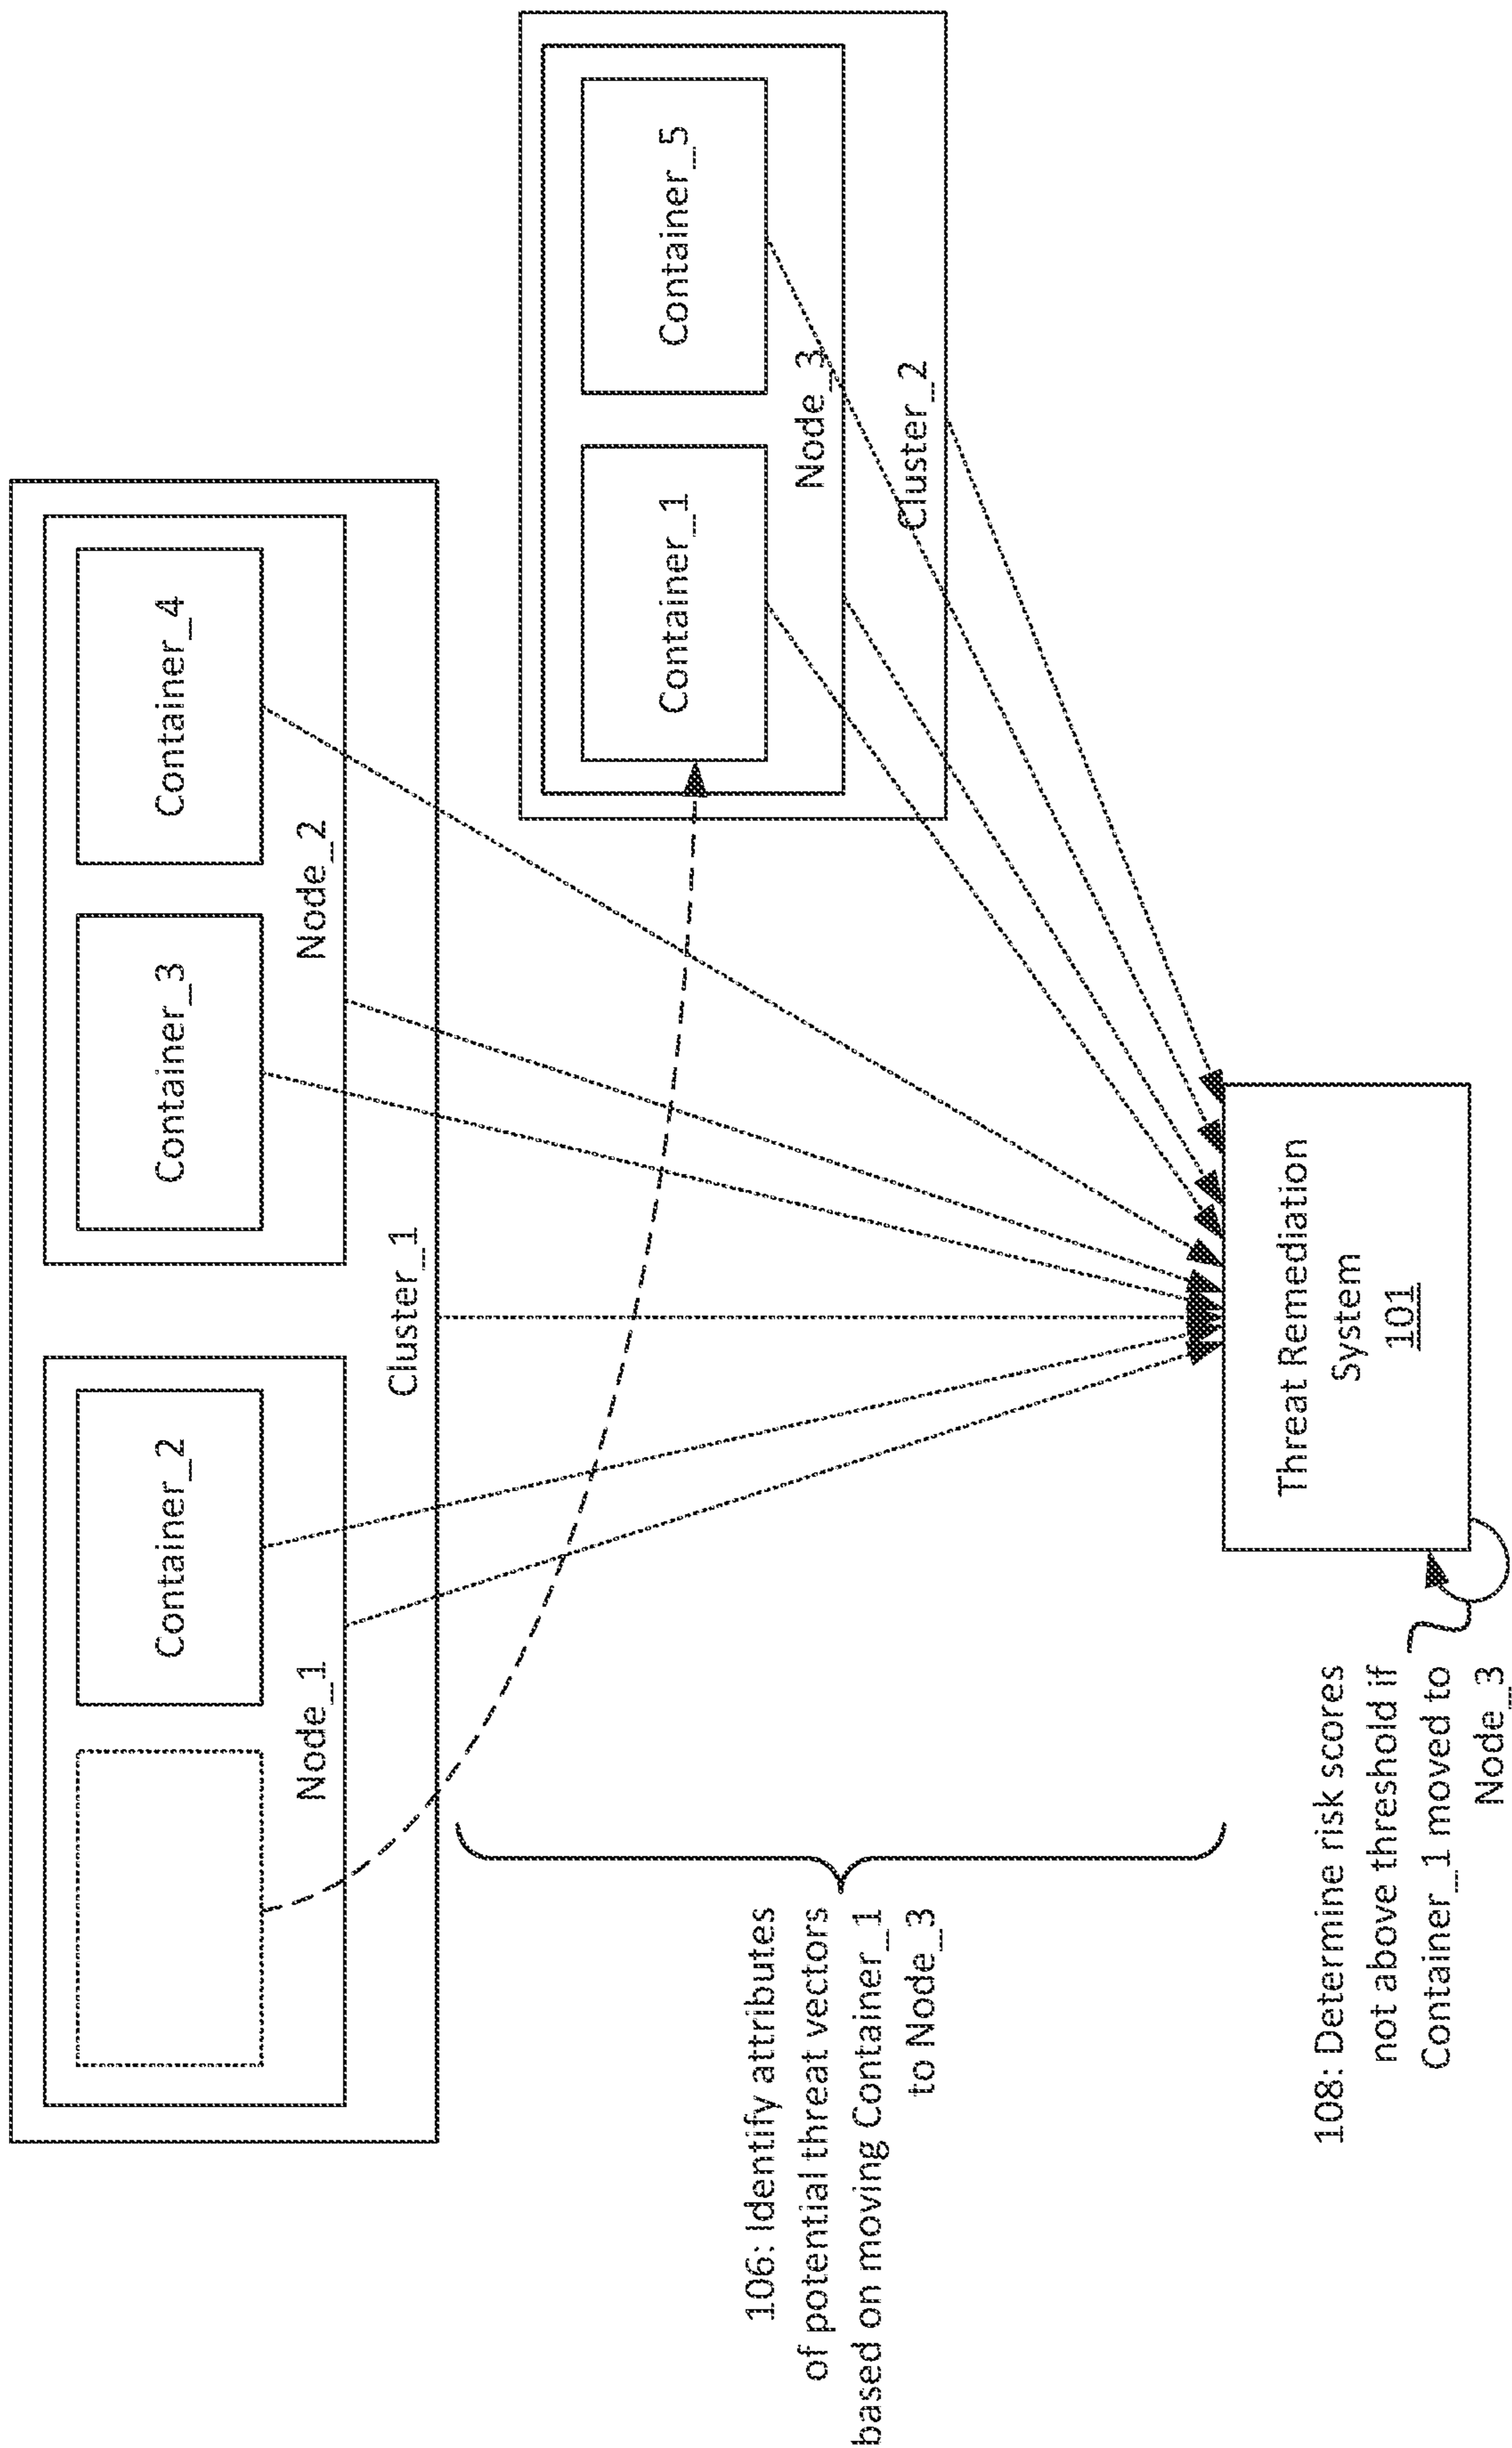 Container_2
Node_1
Container_3
Container_4
Node_2
Cluster_1
Container_1
Container_5
Node_3
Cluster_2
106: Identify attributes
of potential threat vectors
based on moving Container_1
to Node_3
Threat Remediation
System
101
108: Determine risk scores
not above threshold if
Container_1 moved to
Node_3